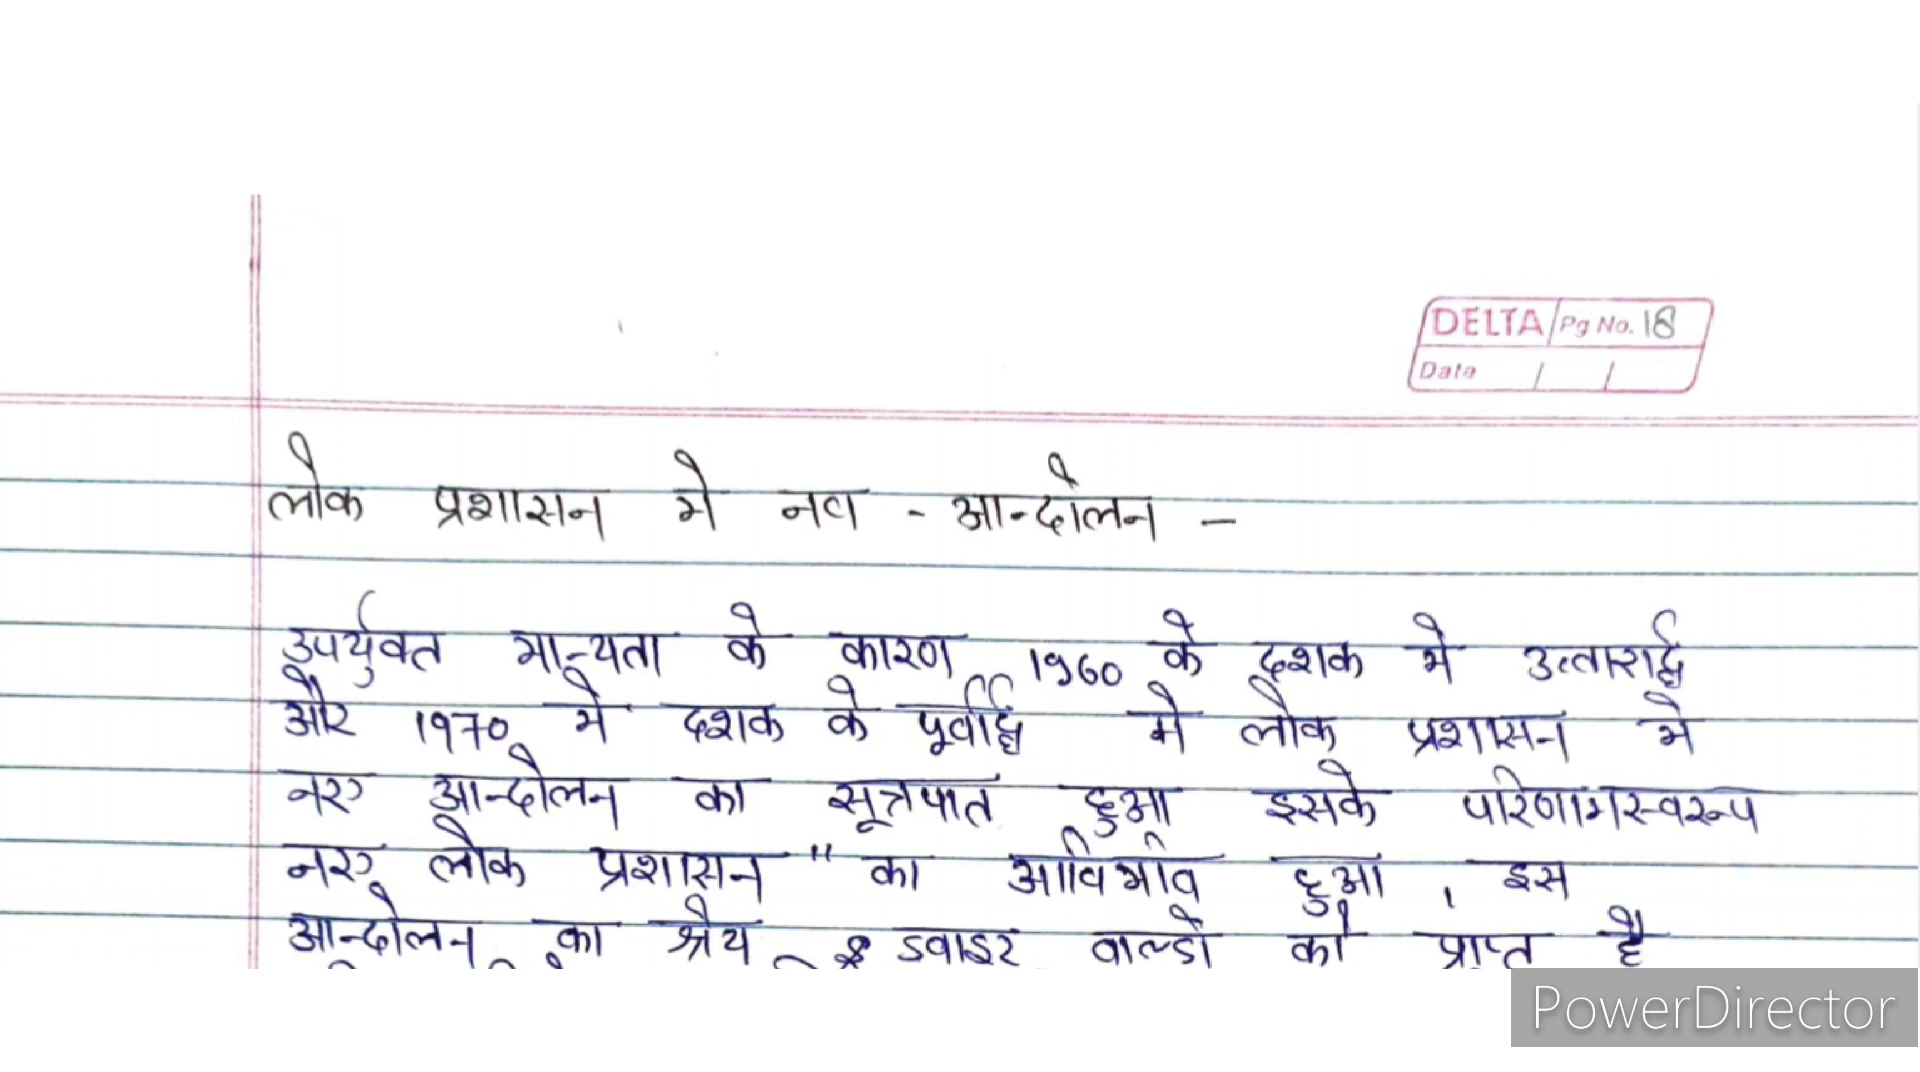 DELTA Pg No. 18
Date / /
लोक प्रशासन मे नव - आन्दोलन -
उपर्युक्त मान्यता के कारण 1960 के दशक मे उत्तारार्द्ध
और 1970 मे दशक के पूर्वार्द्ध मे लोक प्रशासन मे
नए आन्दोलन का सूत्रपात हुआ इसके परिणामस्वरूप
नए लोक प्रशासन" का आविर्भाव हुआ , इस
आन्दोलन का श्रेय ड्वाइट वाल्डो को प्राप्त है
PowerDirector